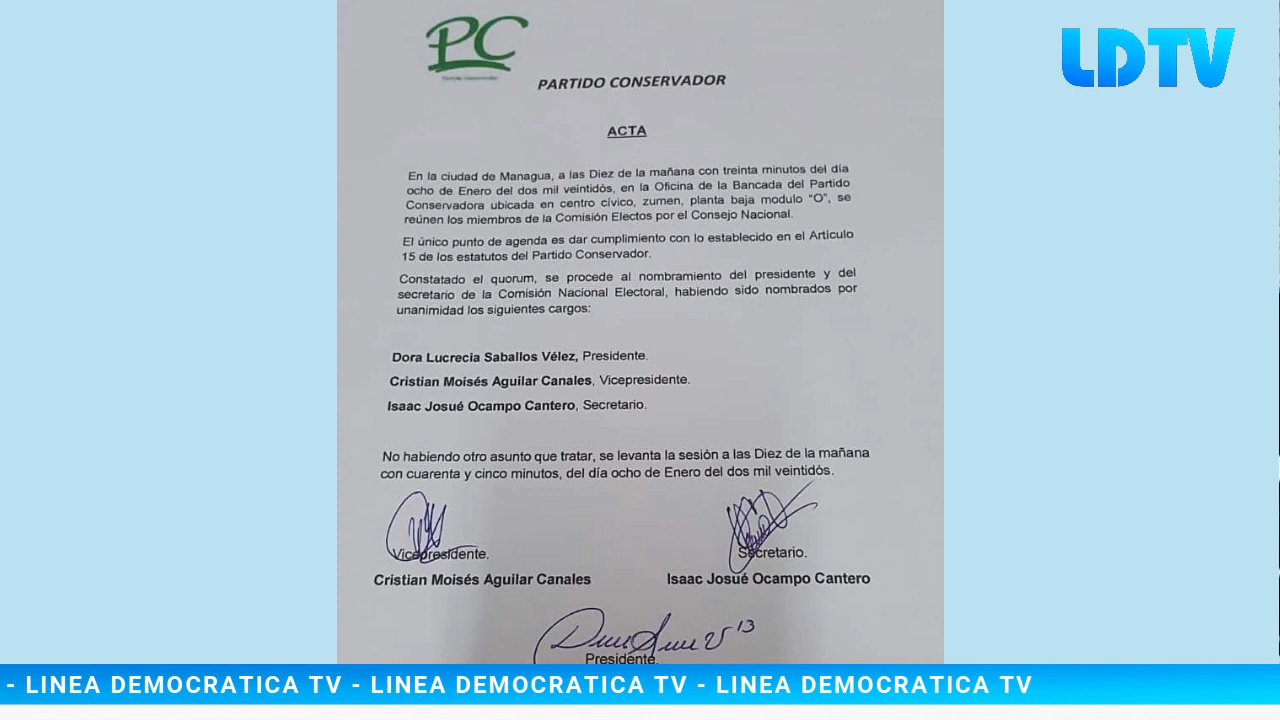 PC
Partido Conservador
LDTV
PARTIDO CONSERVADOR
ACTA
En la ciudad de Managua, a las Diez de la mañana con treinta minutos del día
ocho de Enero del dos mil veintidós, en la Oficina de la Bancada del Partido
Conservadora ubicada en centro cívico, zumen, planta baja modulo “O”, se
reúnen los miembros de la Comisión Electos por el Consejo Nacional.
El único punto de agenda es dar cumplimiento con lo establecido en el Articulo
15 de los estatutos del Partido Conservador.
Constatado el quorum, se procede al nombramiento del presidente y del
secretario de la Comisión Nacional Electoral, habiendo sido nombrados por
unanimidad los siguientes cargos:
Dora Lucrecia Saballos Vélez, Presidente.
Cristian Moisés Aguilar Canales, Vicepresidente.
Isaac Josué Ocampo Cantero, Secretario.
No habiendo otro asunto que tratar, se levanta la sesión a las Diez de la mañana
con cuarenta y cinco minutos, del día ocho de Enero del dos mil veintidós.
Vicepresidente. Secretario.
Cristian Moisés Aguilar Canales Isaac Josué Ocampo Cantero
Presidente.
- LINEA DEMOCRATICA TV - LINEA DEMOCRATICA TV - LINEA DEMOCRATICA TV